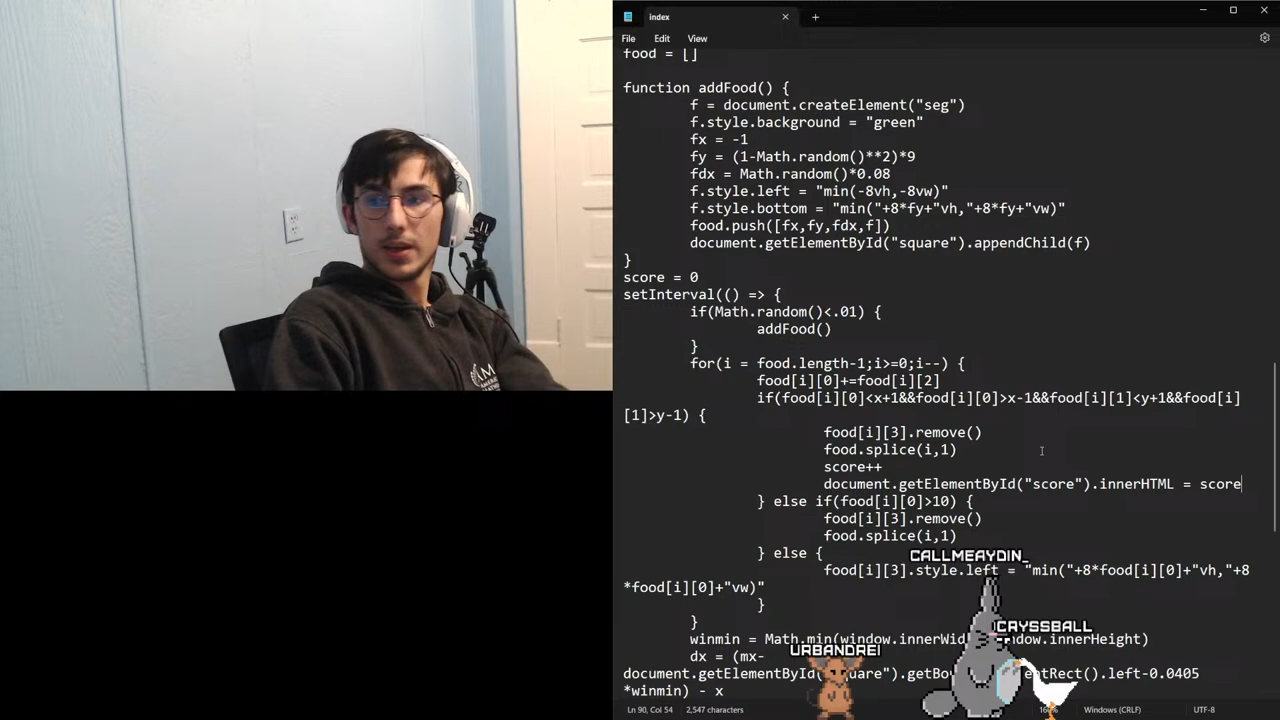 index
File Edit View
food = []
function addFood() {
f = document.createElement("seg")
f.style.background = "green"
fx = -1
fy = (1-Math.random()**2)*9
fdx = Math.random()*0.08
f.style.left = "min(-8vh,-8vw)"
f.style.bottom = "min("+8*fy+"vh,"+8*fy+"vw)"
food.push([fx,fy,fdx,f])
document.getElementById("square").appendChild(f)
}
score = 0
setInterval(() => {
if(Math.random()<.01) {
addFood()
}
for(i = food.length-1;i>=0;i--) {
food[i][0]+=food[i][2]
if(food[i][0]<x+1&&food[i][0]>x-1&&food[i][1]<y+1&&food[i]
[1]>y-1) {
food[i][3].remove()
food.splice(i,1)
score++
document.getElementById("score").innerHTML = score
} else if(food[i][0]>10) {
food[i][3].remove()
food.splice(i,1)
} else {
CALLMEAYDIN_
food[i][3].style.left = "min("+8*food[i][0]+"vh,"+8
*food[i][0]+"vw)"
}
CRYSSBALL
}
winmin = Math.min(window.innerWid ndow.innerHeight)
URBANDREI
dx = (mx-
document.getElementById(" uare").getBo entRect().left-0.0405
*winmin) - x
Ln 90, Col 54 2,547 characters Windows (CRLF) UTF-8